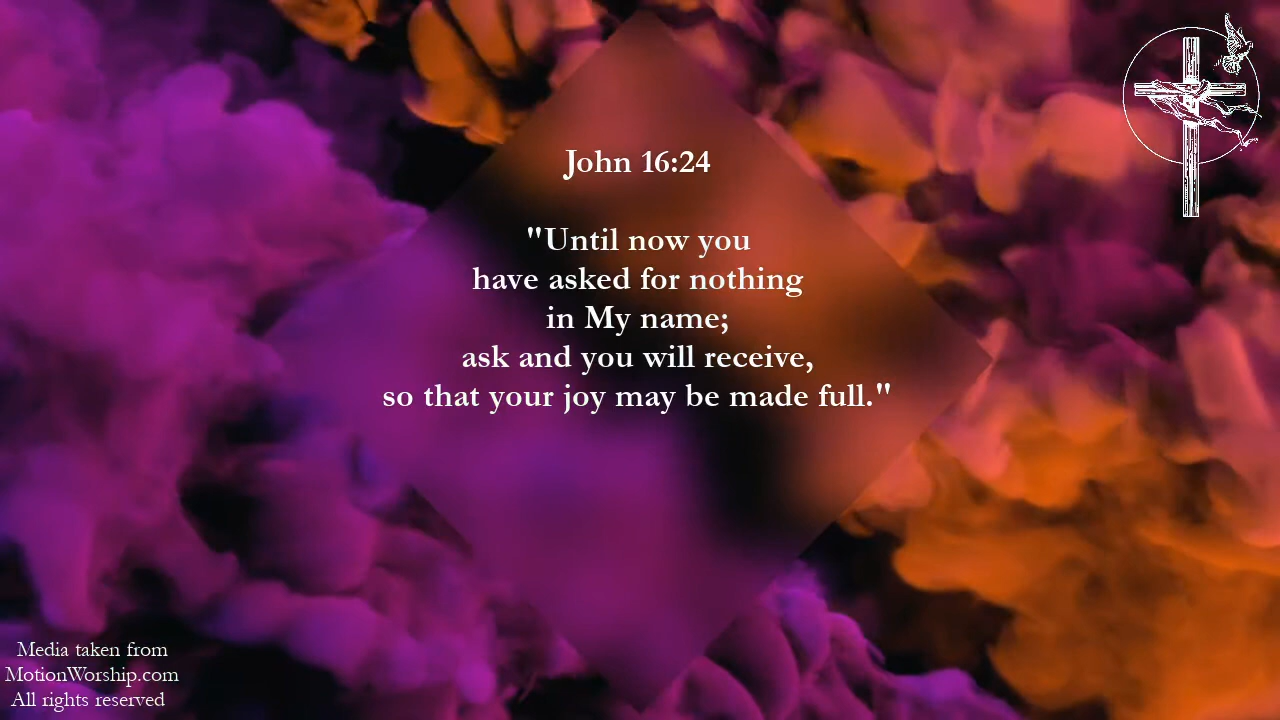 John 16:24
"Until now you
have asked for nothing
in My name;
ask and you will receive,
so that your joy may be made full."
Media taken from
MotionWorship.com
All rights reserved